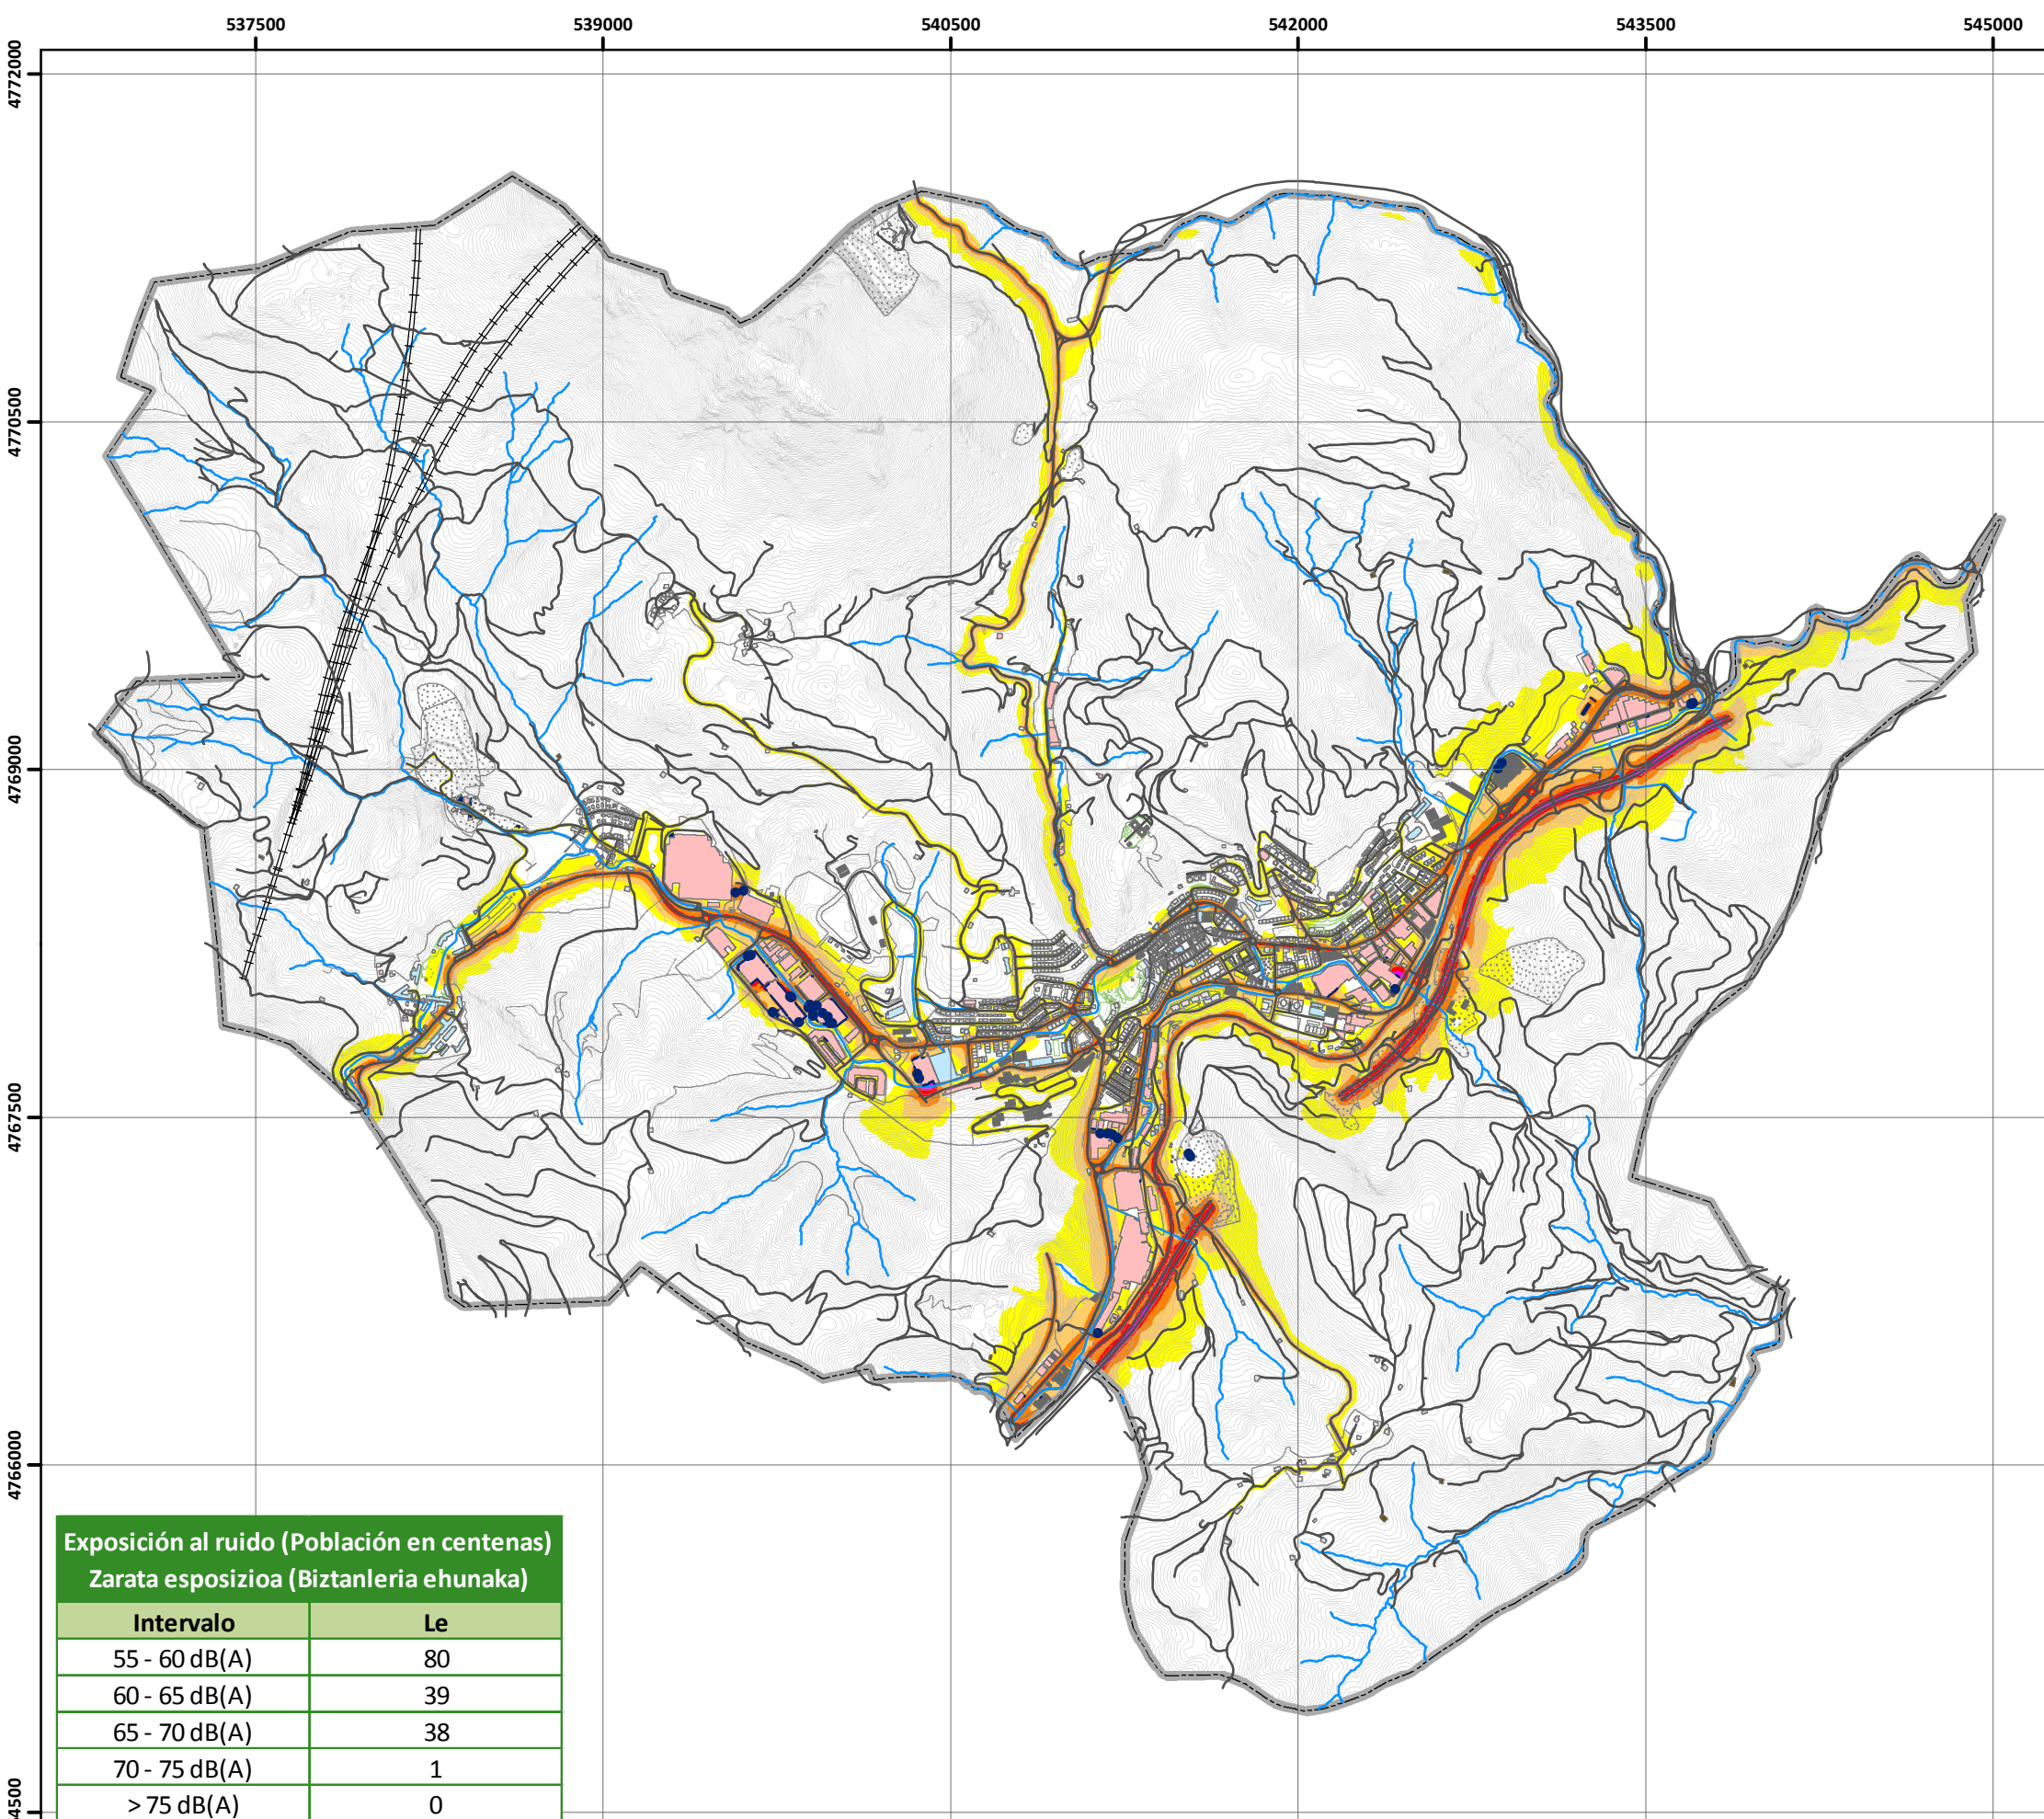 537500 539000 540500 542000 543500 545000
4772000
4770500
4769000
4767500
4766000
4500
Exposición al ruido (Población en centenas)
Zarata esposizioa (Biztanleria ehunaka)
Intervalo Le
55 - 60 dB(A) 80
60 - 65 dB(A) 39
65 - 70 dB(A) 38
70 - 75 dB(A) 1
> 75 dB(A) 0